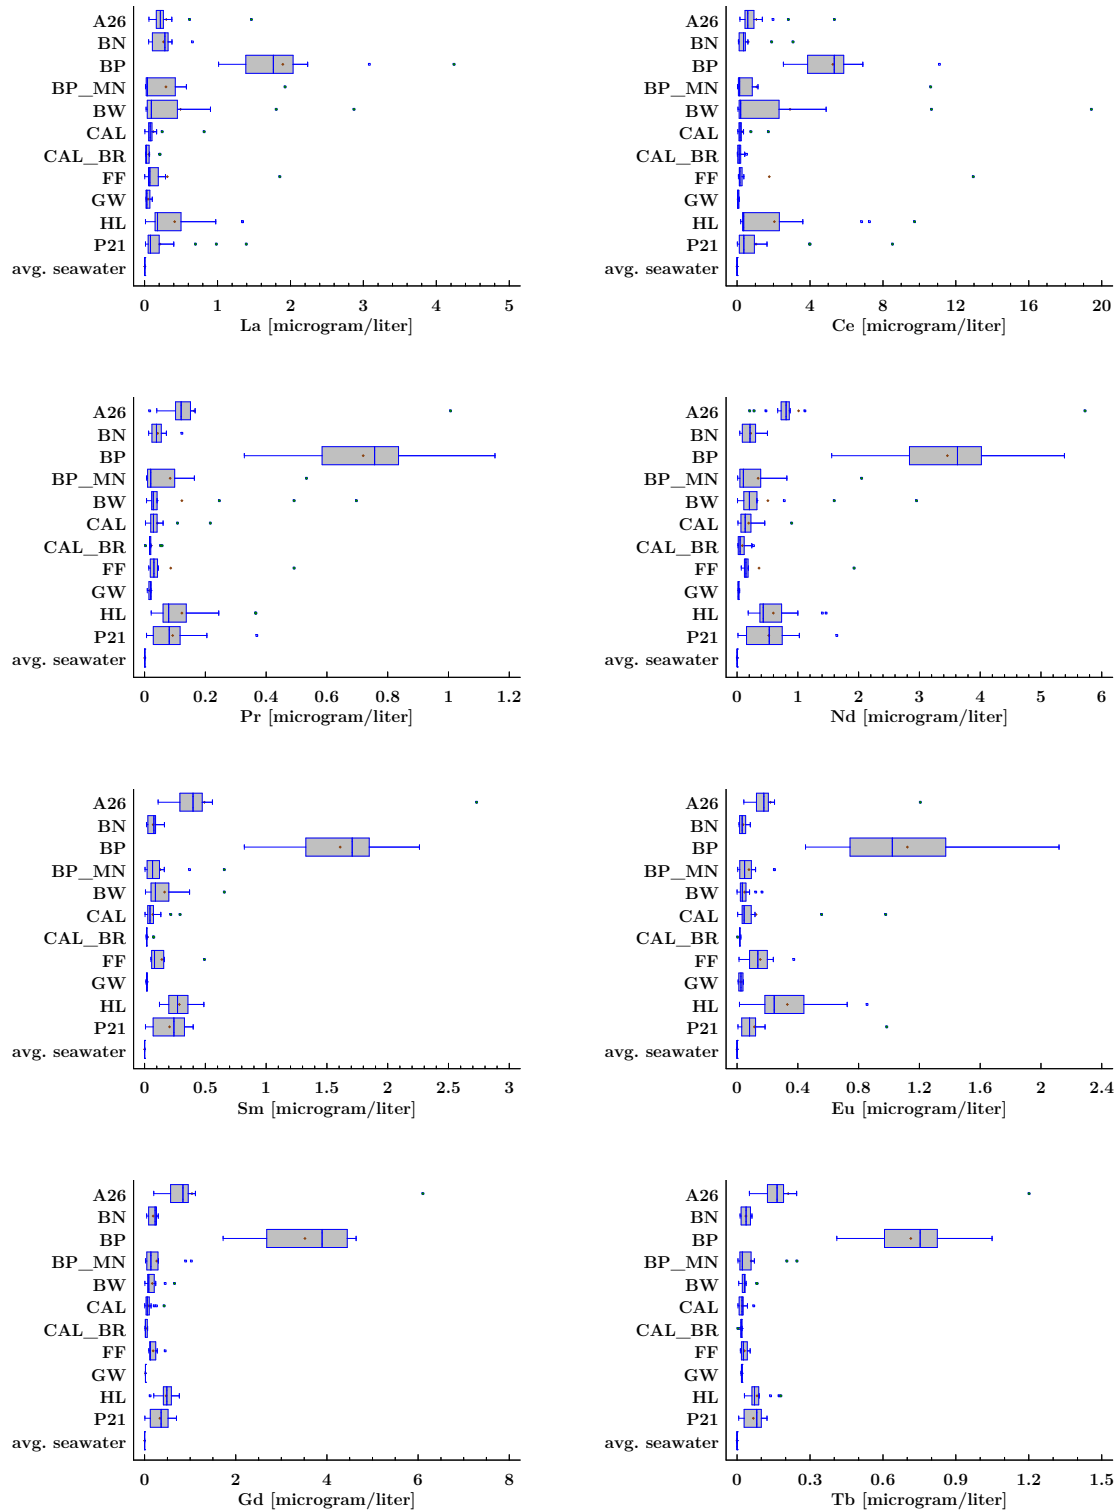 A26
BN
BP
BP_MN
BW
CAL
CAL_BR
FF
GW
HL
P21
avg. seawater
0 1 2 3 4 5
La [microgram/liter]
A26
BN
BP
BP_MN
BW
CAL
CAL_BR
FF
GW
HL
P21
avg. seawater
0 4 8 12 16 20
Ce [microgram/liter]
A26
BN
BP
BP_MN
BW
CAL
CAL_BR
FF
GW
HL
P21
avg. seawater
0 0.2 0.4 0.6 0.8 1 1.2
Pr [microgram/liter]
A26
BN
BP
BP_MN
BW
CAL
CAL_BR
FF
GW
HL
P21
avg. seawater
0 1 2 3 4 5 6
Nd [microgram/liter]
A26
BN
BP
BP_MN
BW
CAL
CAL_BR
FF
GW
HL
P21
avg. seawater
0 0.5 1 1.5 2 2.5 3
Sm [microgram/liter]
A26
BN
BP
BP_MN
BW
CAL
CAL_BR
FF
GW
HL
P21
avg. seawater
0 0.4 0.8 1.2 1.6 2 2.4
Eu [microgram/liter]
A26
BN
BP
BP_MN
BW
CAL
CAL_BR
FF
GW
HL
P21
avg. seawater
0 2 4 6 8
Gd [microgram/liter]
A26
BN
BP
BP_MN
BW
CAL
CAL_BR
FF
GW
HL
P21
avg. seawater
0 0.3 0.6 0.9 1.2 1.5
Tb [microgram/liter]